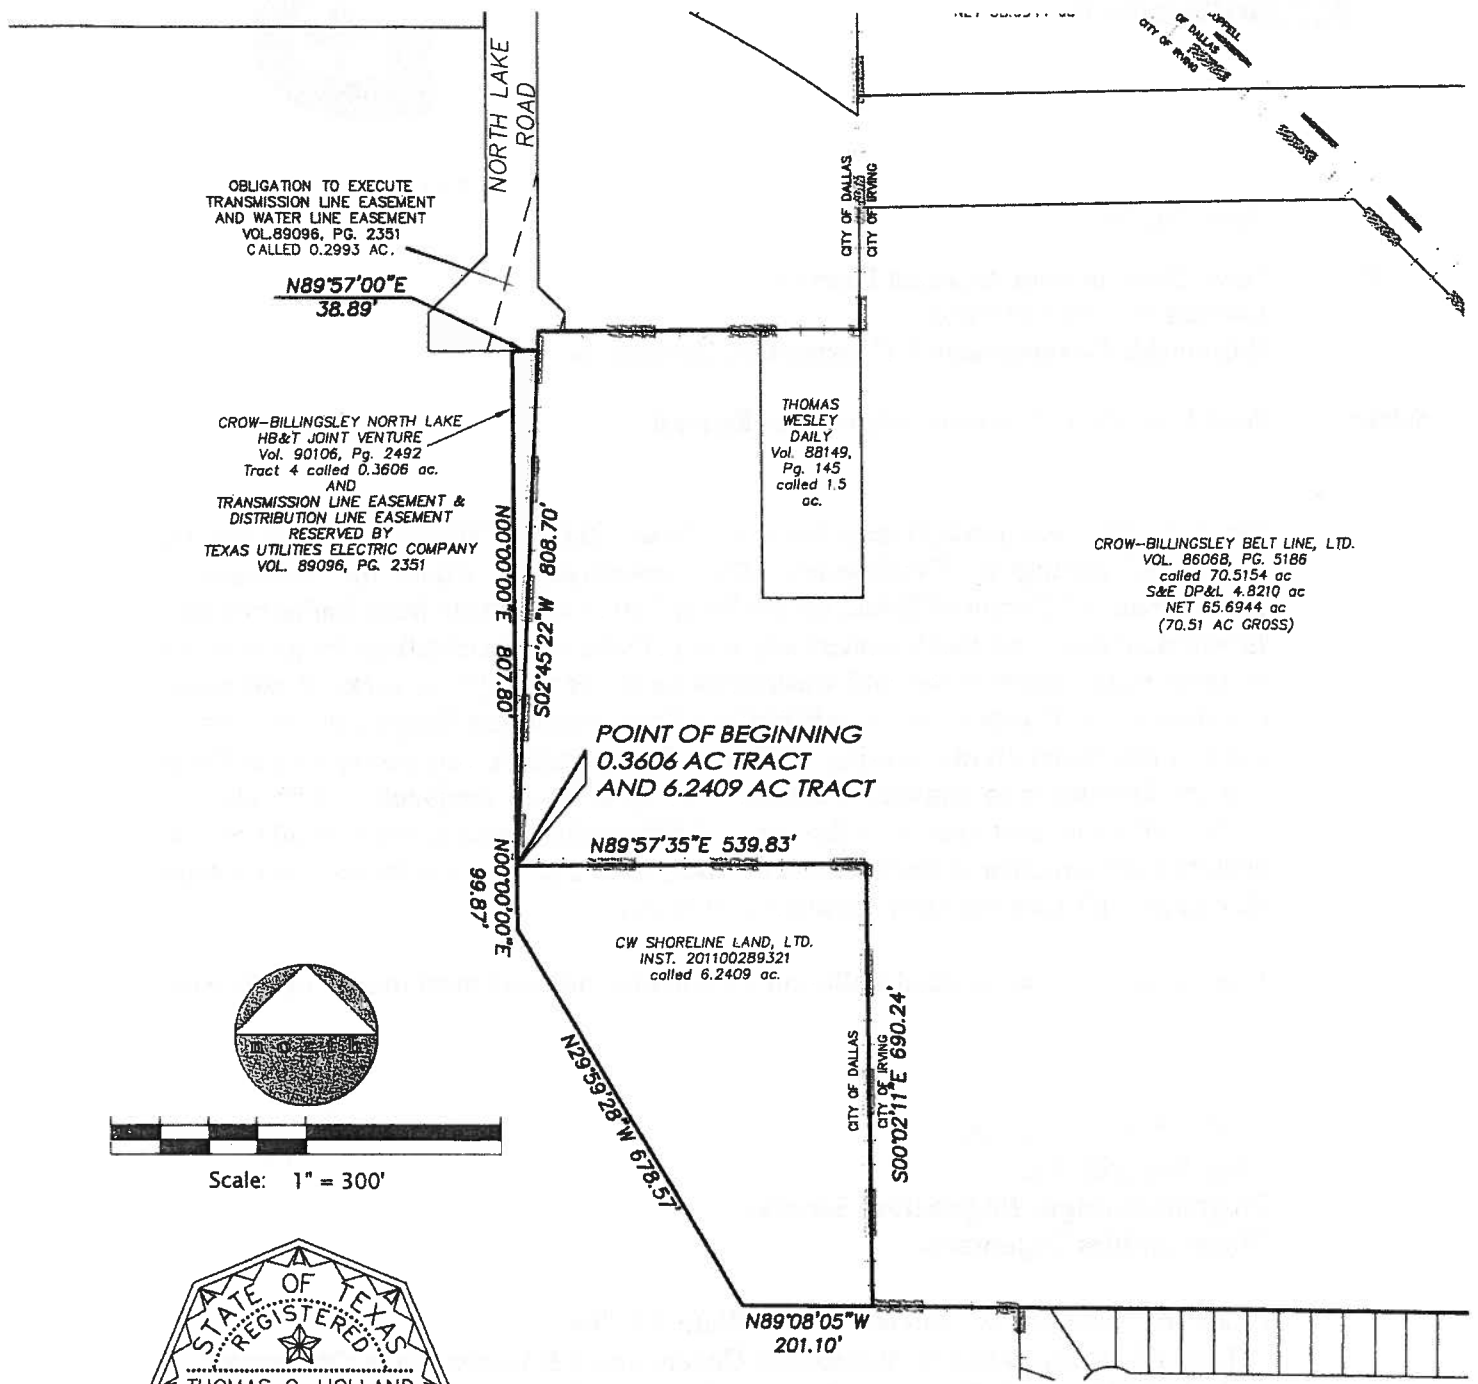 NORTH LAKE
ROAD
COPPELL
OF DALLAS
CITY OF IRVING
CITY OF DALLAS
CITY OF IRVING
OBLIGATION TO EXECUTE
TRANSMISSION LINE EASEMENT
AND WATER LINE EASEMENT
VOL.89096, PG. 2351
CALLED 0.2993 AC.
N89°57'00"E
38.89'
CROW-BILLINGSLEY NORTH LAKE
HB&T JOINT VENTURE
Vol. 90106, Pg. 2492
Tract 4 called 0.3606 ac.
AND
TRANSMISSION LINE EASEMENT &
DISTRIBUTION LINE EASEMENT
RESERVED BY
TEXAS UTILITIES ELECTRIC COMPANY
VOL. 89096, PG. 2351
THOMAS
WESLEY
DAILY
Vol. 88149,
Pg. 145
called 1.5
ac.
CROW-BILLINGSLEY BELT LINE, LTD.
VOL. 86068, PG. 5186
called 70.5154 ac
S&E DP&L 4.8210 ac
NET 65.6944 ac
(70.51 AC GROSS)
N00°00'00"E 807.80'
S02°45'22"W 808.70'
POINT OF BEGINNING
0.3606 AC TRACT
AND 6.2409 AC TRACT
N89°57'35"E 539.83'
N00°00'00"E
99.87'
CW SHORELINE LAND, LTD.
INST. 201100289321
called 6.2409 ac.
CITY OF DALLAS
CITY OF IRVING
S00°02'11"E 690.24'
N29°59'28"W 678.57'
north
Scale: 1" = 300'
N89°08'05"W
201.10'
STATE OF TEXAS
REGISTERED
THOMAS G. HOLLAND